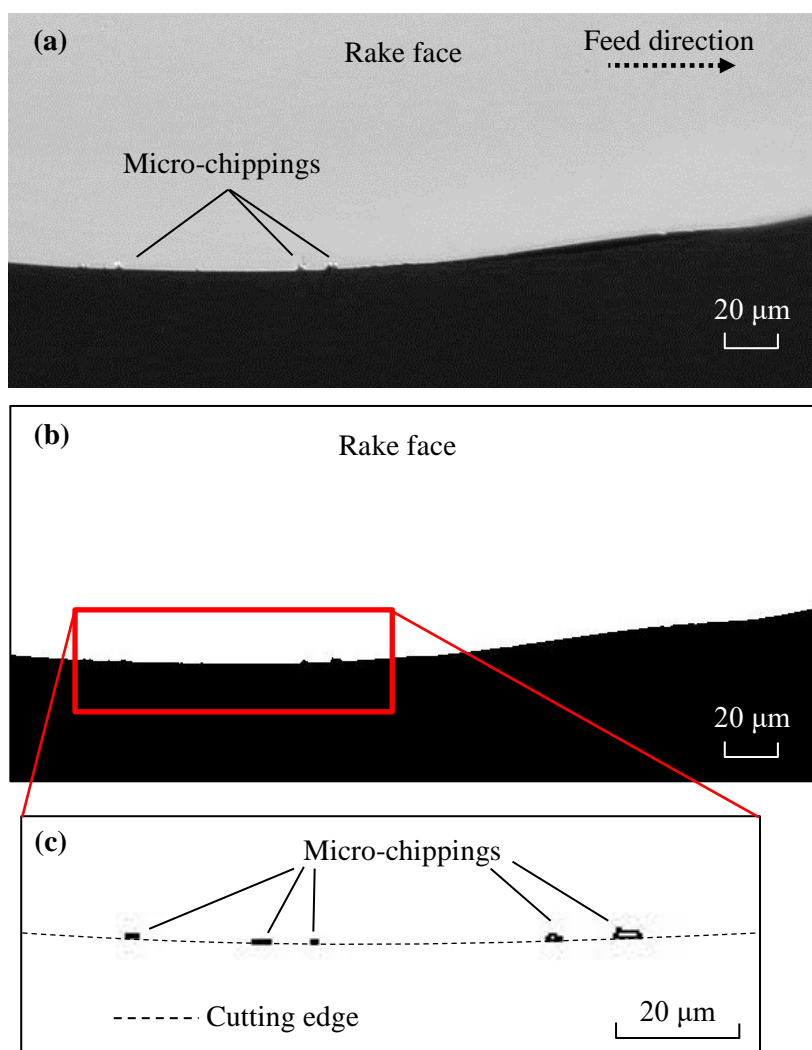 (a)
Rake face
Feed direction
Micro-chippings
20 μm
(b)
Rake face
20 μm
(c)
Micro-chippings
Cutting edge
20 μm